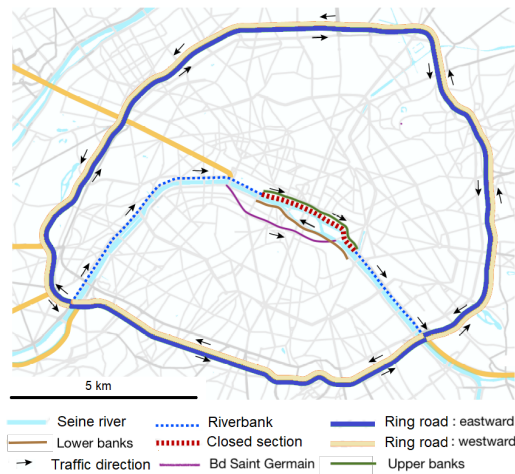 5 km
Seine river Riverbank Ring road : eastward
Lower banks Closed section Ring road : westward
Traffic direction Bd Saint Germain Upper banks